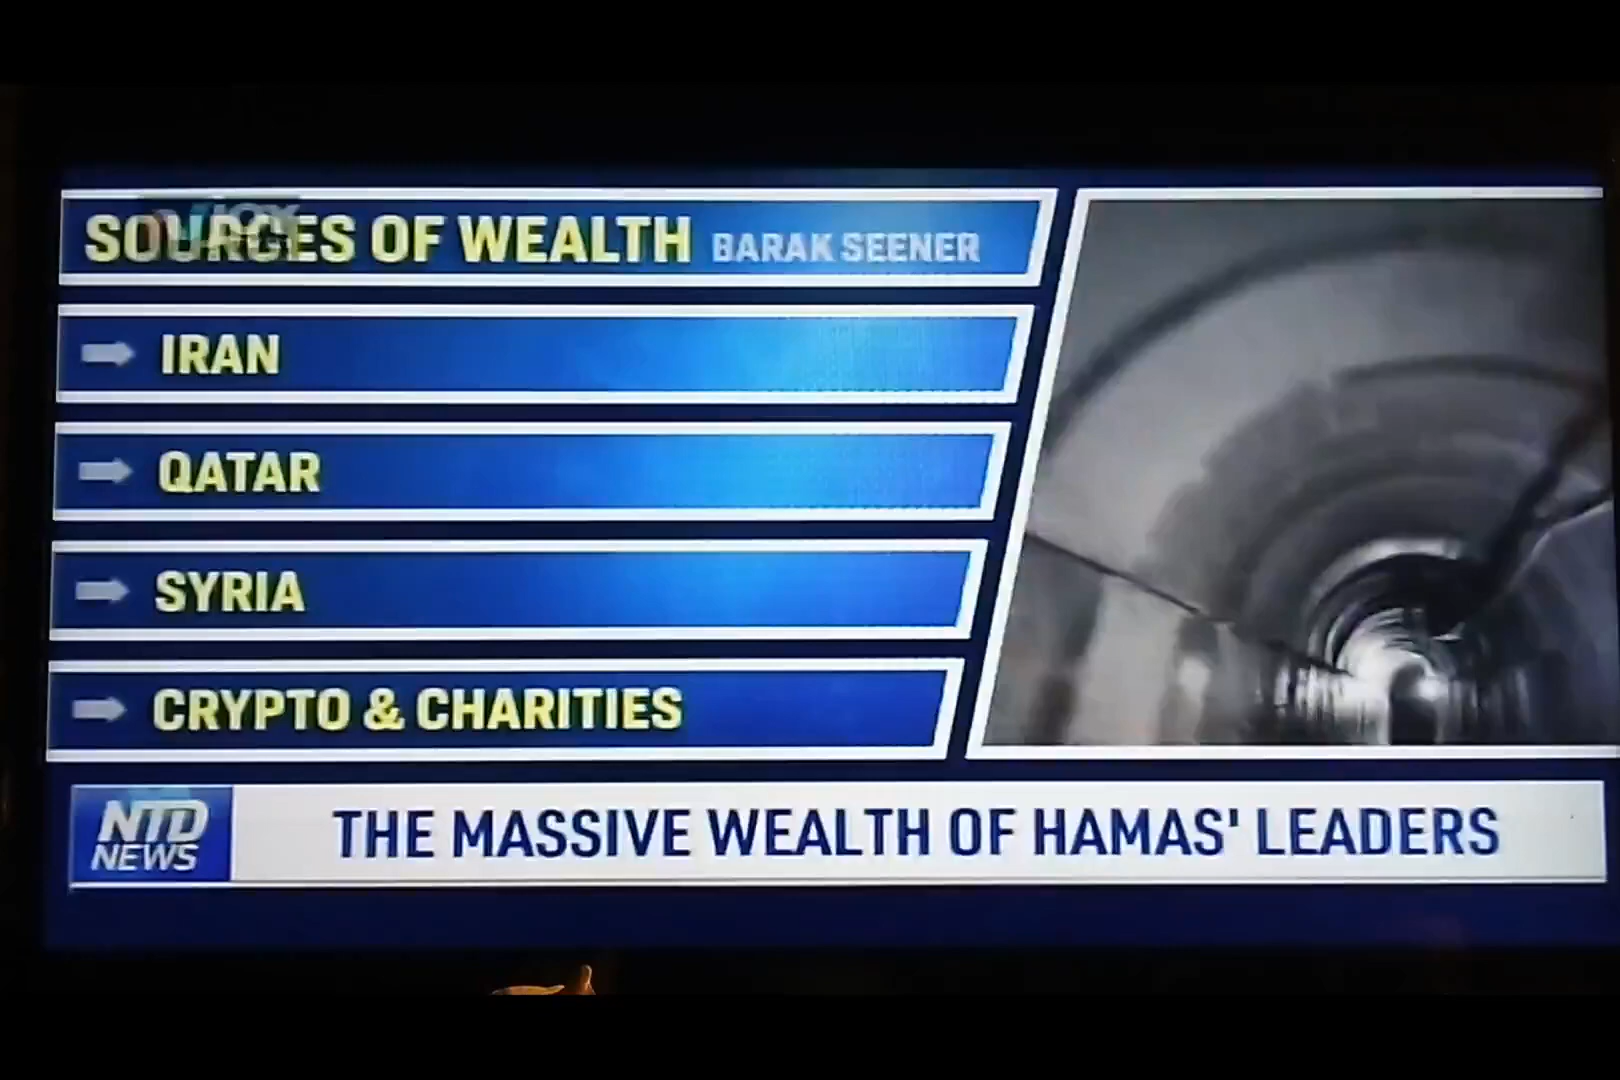 SOURCES OF WEALTH BARAK SEENER
IRAN
QATAR
SYRIA
CRYPTO & CHARITIES
NTD
NEWS
THE MASSIVE WEALTH OF HAMAS' LEADERS